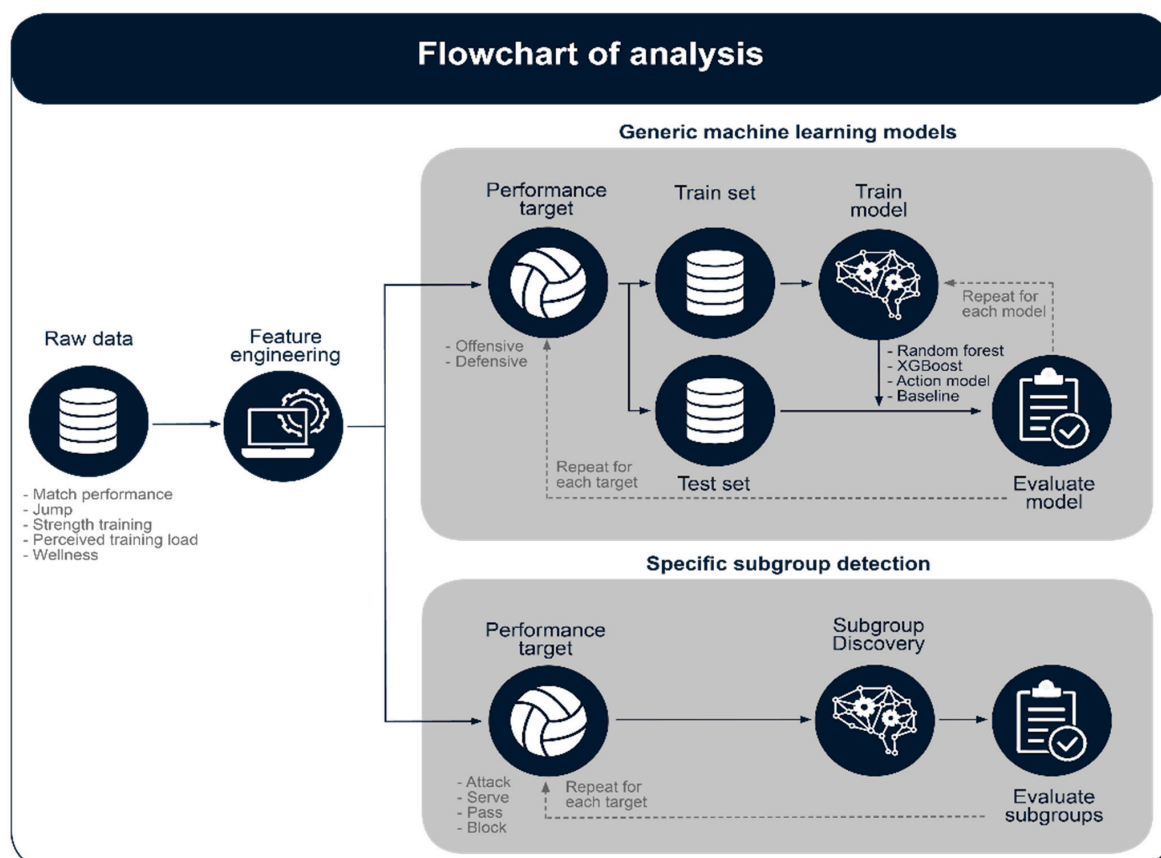 Flowchart of analysis
Generic machine learning models
Performance
target
Train set
Train
model
Raw data
Feature
engineering
- Offensive
- Defensive
Repeat for
each model
- Random forest
- XGBoost
- Action model
- Baseline
- Match performance
- Jump
- Strength training
- Perceived training load
- Wellness
Repeat for
each target
Test set
Evaluate
model
Specific subgroup detection
Performance
target
Subgroup
Discovery
- Attack
- Serve
- Pass
- Block
Repeat for
each target
Evaluate
subgroups